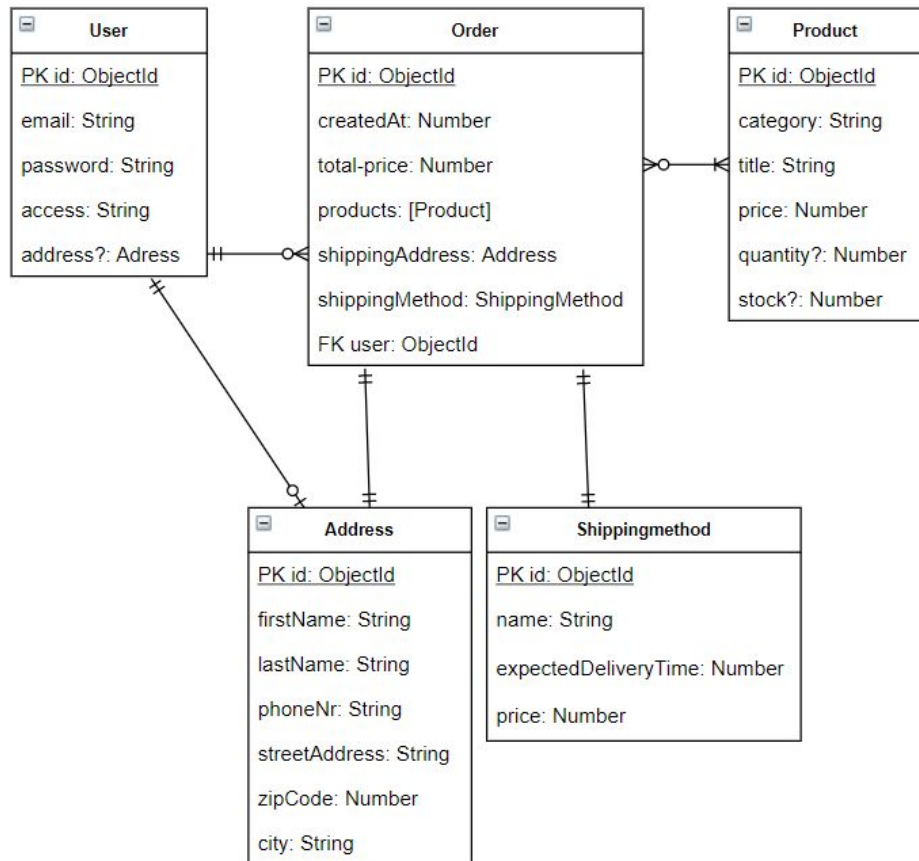 User
PK id: ObjectId
email: String
password: String
access: String
address?: Adress
Order
PK id: ObjectId
createdAt: Number
total-price: Number
products: [Product]
shippingAddress: Address
shippingMethod: ShippingMethod
FK user: ObjectId
Product
PK id: ObjectId
category: String
title: String
price: Number
quantity?: Number
stock?: Number
Address
PK id: ObjectId
firstName: String
lastName: String
phoneNr: String
streetAddress: String
zipCode: Number
city: String
Shippingmethod
PK id: ObjectId
name: String
expectedDeliveryTime: Number
price: Number